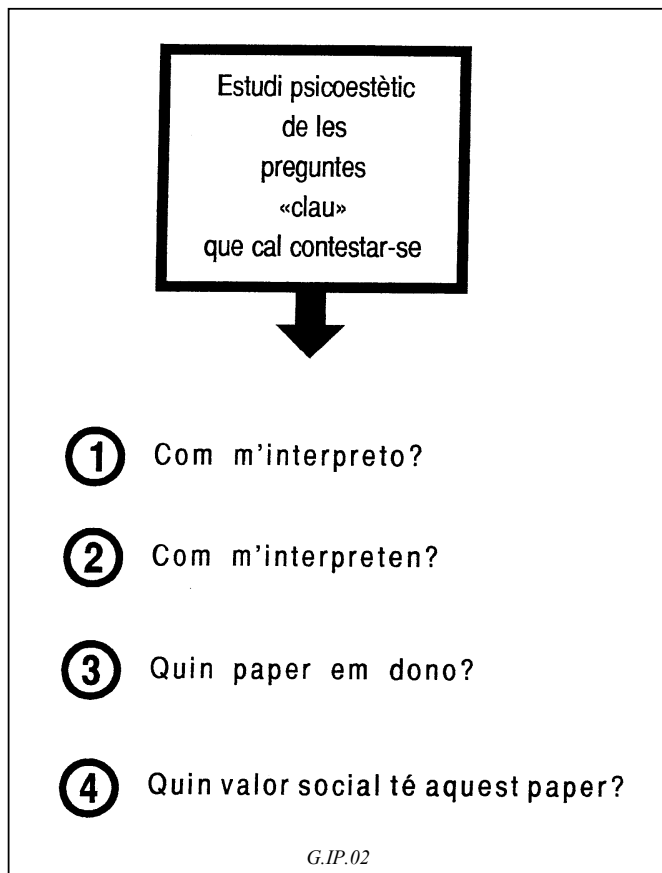 Estudi psicoestètic
de les
preguntes
«clau»
que cal contestar-se
1 Com m'interpreto?
2 Com m'interpreten?
3 Quin paper em dono?
4 Quin valor social té aquest paper?
G.IP.02